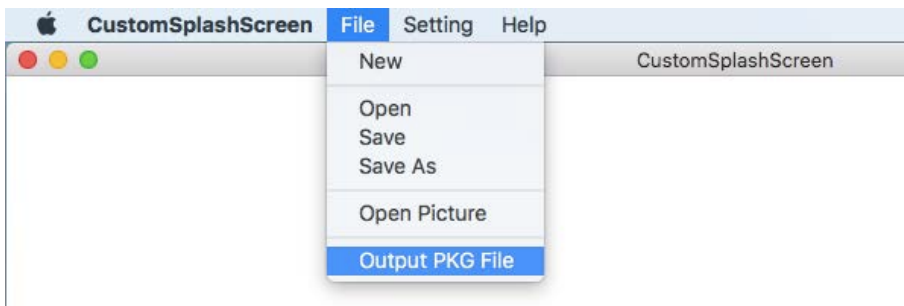 CustomSplashScreen File Setting Help
New CustomSplashScreen
Open
Save
Save As
Open Picture
Output PKG File